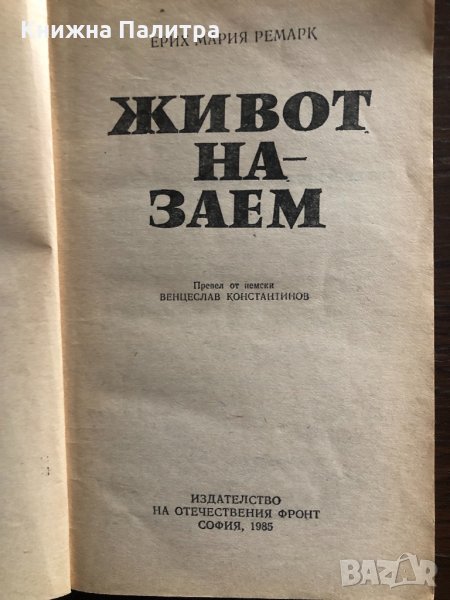 Книжна Палитра
ЕРИХ МАРИЯ РЕМАРК
ЖИВОТ
НА–
ЗАЕМ
Превел от немски
ВЕНЦЕСЛАВ КОНСТАНТИНОВ
ИЗДАТЕЛСТВО
НА ОТЕЧЕСТВЕНИЯ ФРОНТ
СОФИЯ, 1985
BAZAR